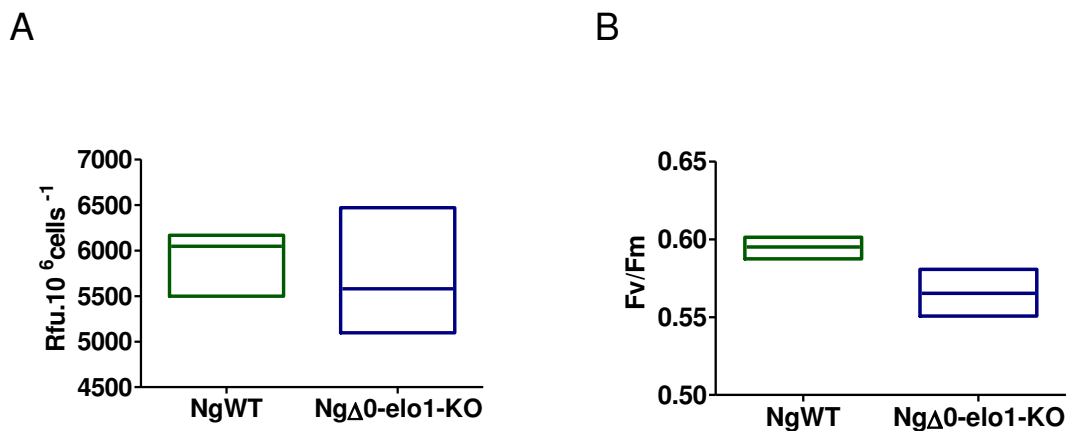 A
B
7000
6500
6000
5500
5000
4500
Rfu.10 ⁶cells ⁻¹
NgWT
NgΔ0-elo1-KO
0.65
0.60
0.55
0.50
Fv/Fm
NgWT
NgΔ0-elo1-KO